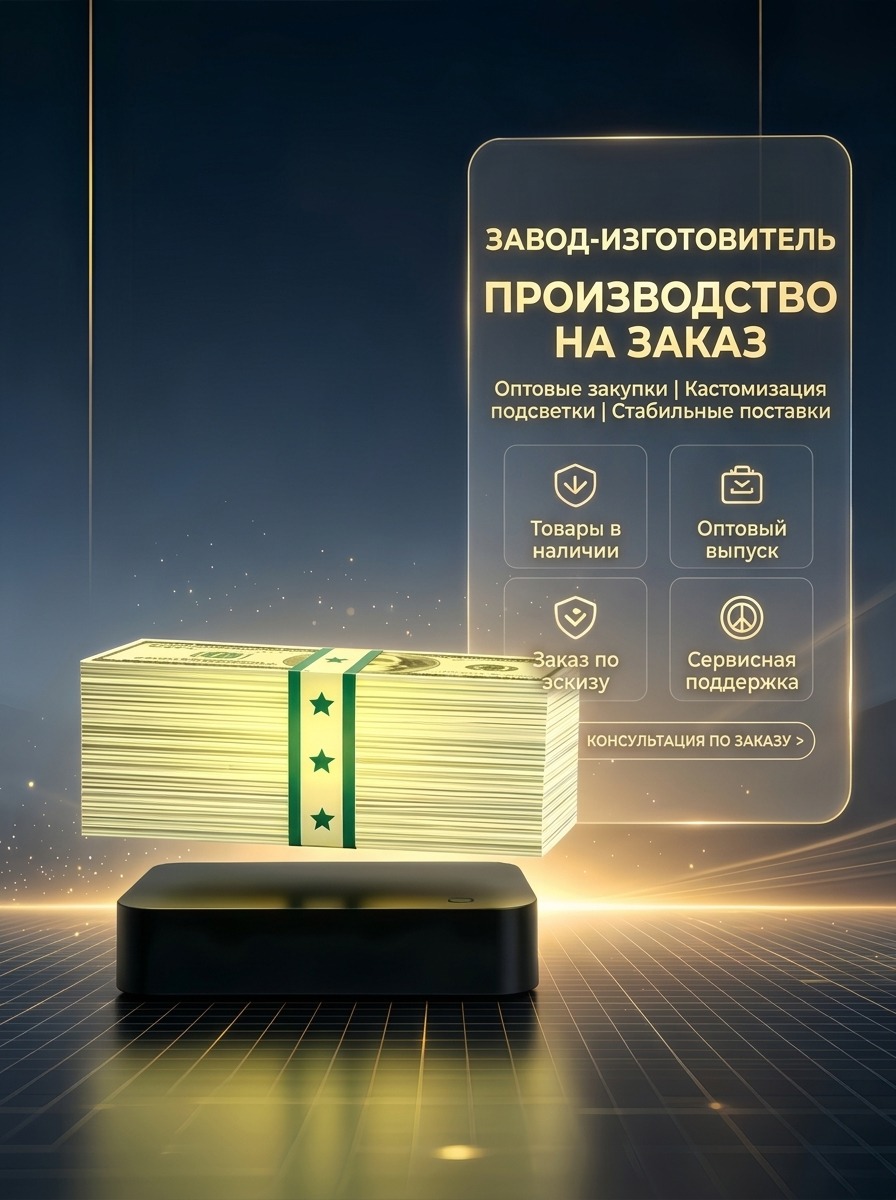 ЗАВОД-ИЗГОТОВИТЕЛЬ
ПРОИЗВОДСТВО
НА ЗАКАЗ
Оптовые закупки | Кастомизация
подсветки | Стабильные поставки
Товары в
наличии
Оптовый
выпуск
Заказ по
эскизу
Сервисная
поддержка
КОНСУЛЬТАЦИЯ ПО ЗАКАЗУ >